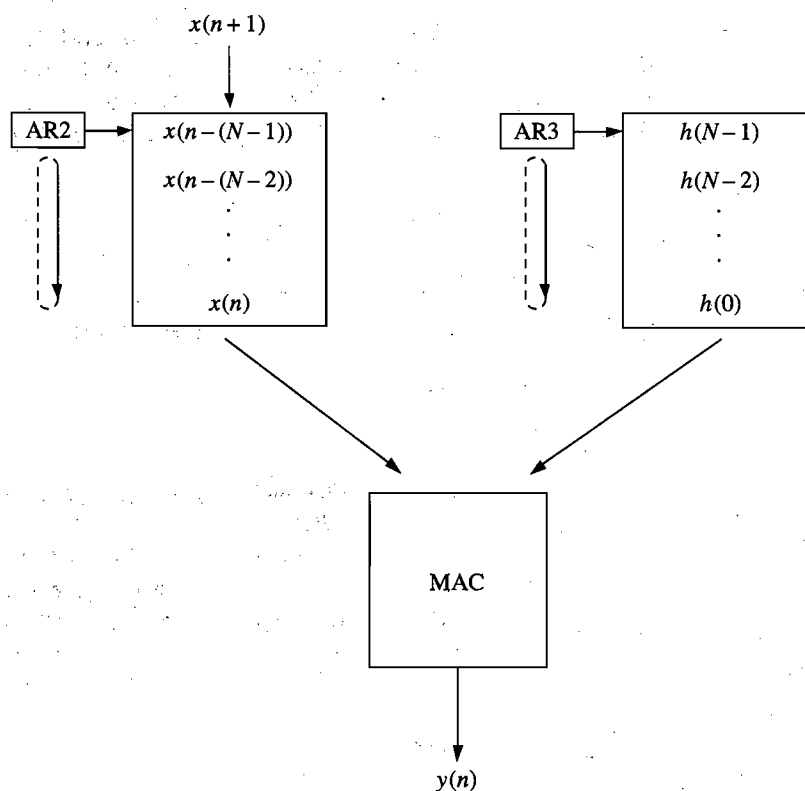 x(n+1)
AR2
x(n−(N−1))
x(n−(N−2))
.
.
.
x(n)
AR3
h(N−1)
h(N−2)
.
.
.
h(0)
MAC
y(n)